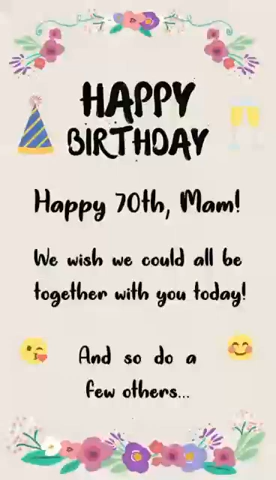 HAPPY
BIRTHDAY
Happy 70th, Mam!
We wish we could all be
together with you today!
And so do a
few others...